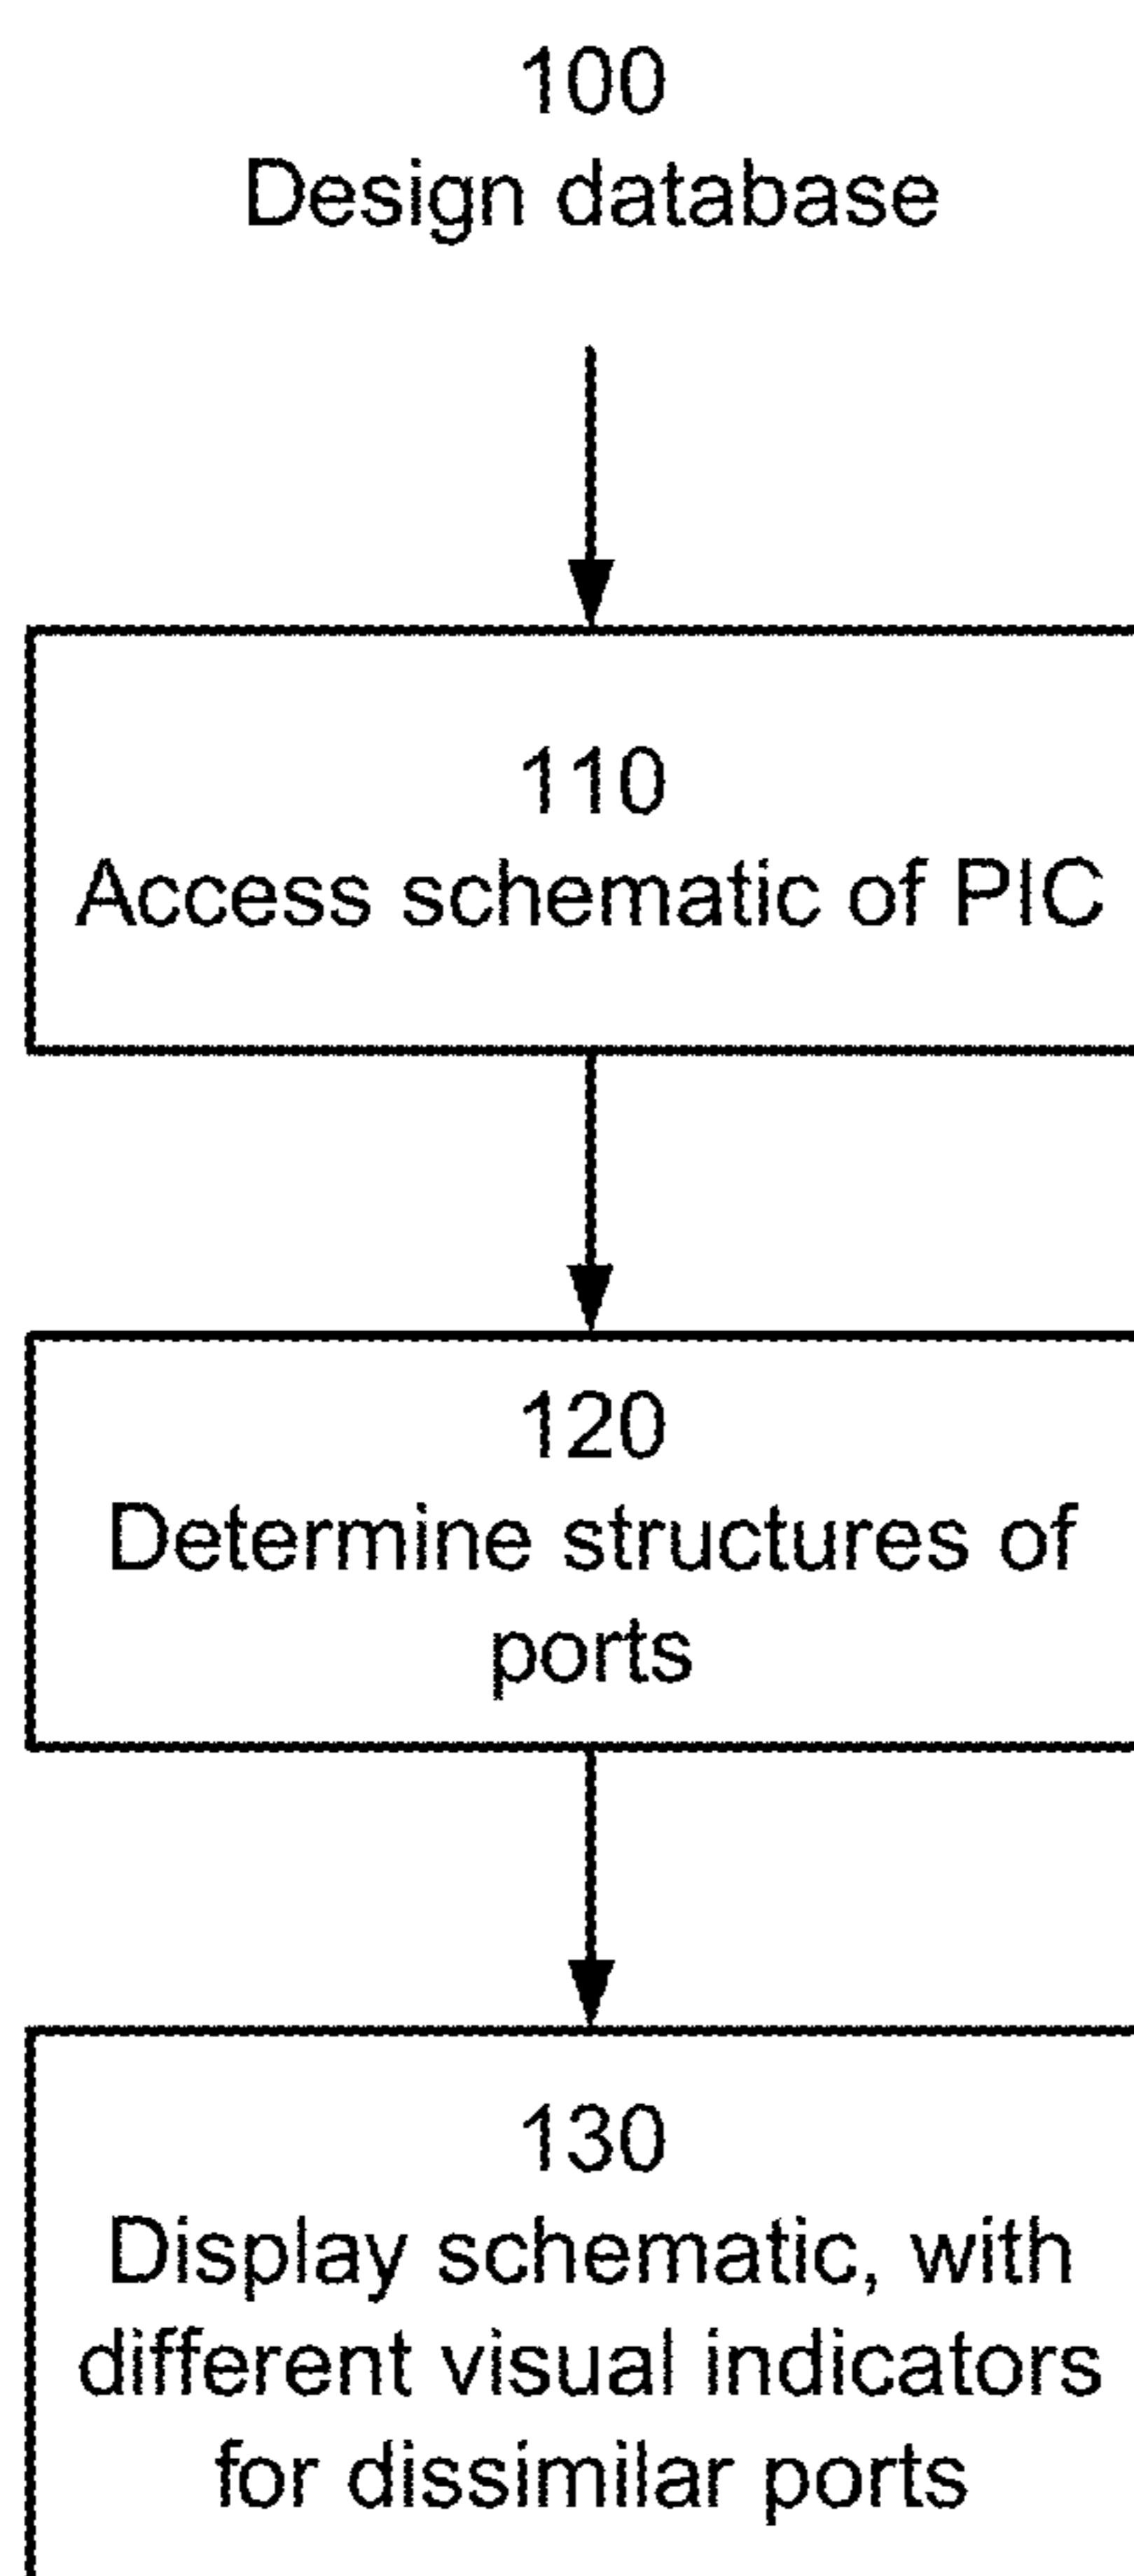 100
Design database
110
Access schematic of PIC
120
Determine structures of
ports
130
Display schematic, with
different visual indicators
for dissimilar ports